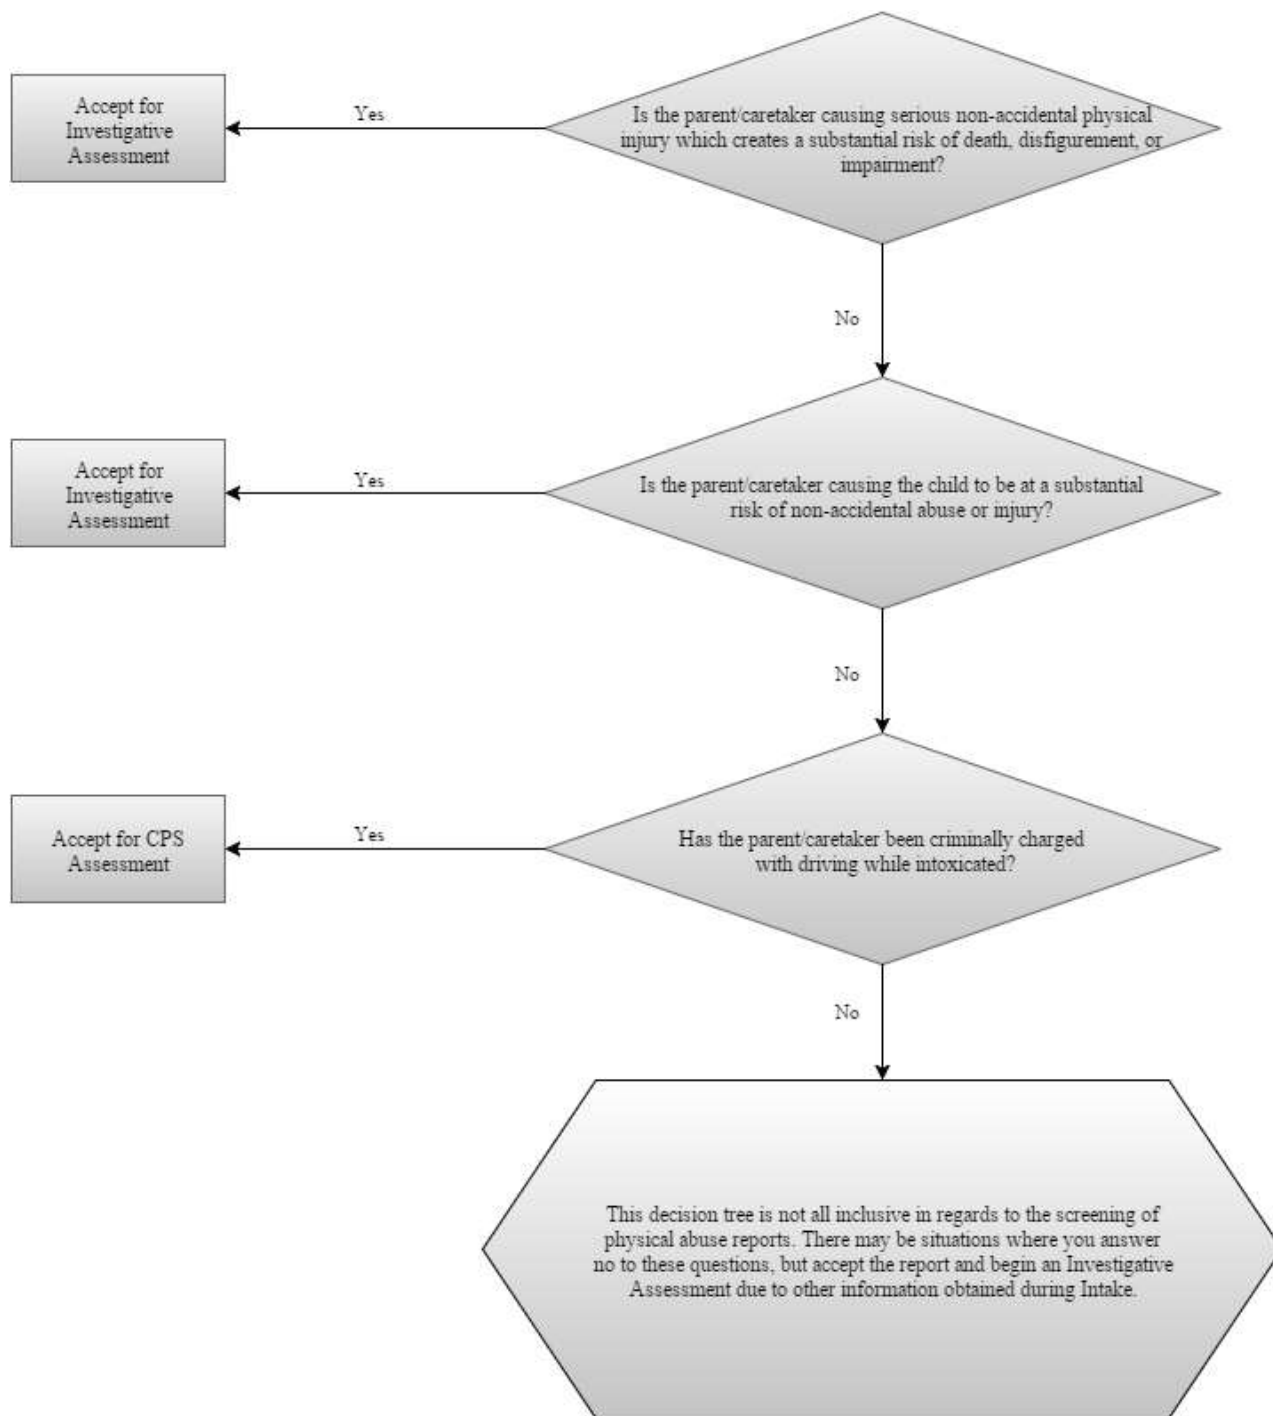 Accept for
Investigative
Assessment
Yes
Is the parent/caretaker causing serious non-accidental physical
injury which creates a substantial risk of death, disfigurement, or
impairment?
No
Accept for
Investigative
Assessment
Yes
Is the parent/caretaker causing the child to be at a substantial
risk of non-accidental abuse or injury?
No
Accept for CPS
Assessment
Yes
Has the parent/caretaker been criminally charged
with driving while intoxicated?
No
This decision tree is not all inclusive in regards to the screening of
physical abuse reports. There may be situations where you answer
no to these questions, but accept the report and begin an Investigative
Assessment due to other information obtained during Intake.